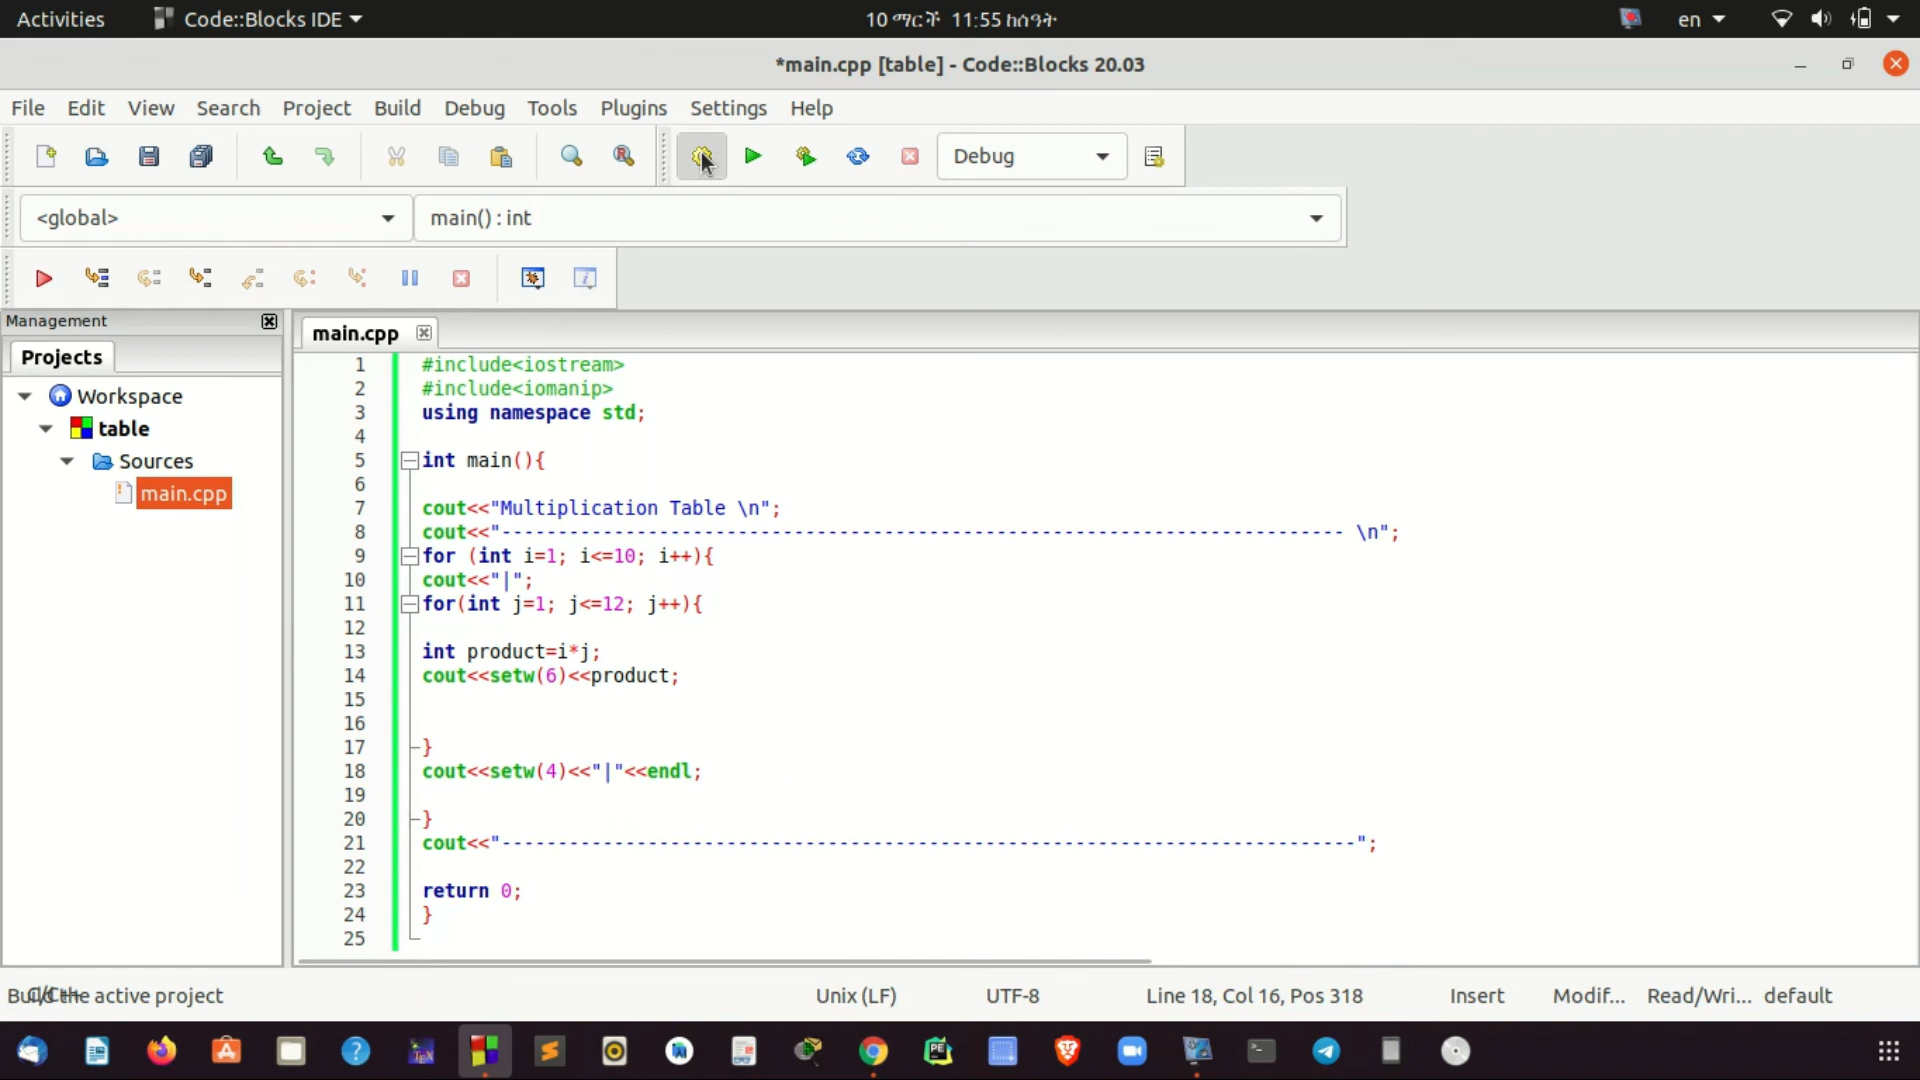 Activities
Code::Blocks IDE
10 ማርች 11:55 ከሰዓት
en
*main.cpp [table] - Code::Blocks 20.03
File Edit View Search Project Build Debug Tools Plugins Settings Help
Debug
<global>
main() : int
Management
Projects
Workspace
table
Sources
main.cpp
main.cpp
1 #include<iostream>
2 #include<iomanip>
3 using namespace std;
4
5 int main(){
6
7 cout<<"Multiplication Table \n";
8 cout<<"--------------------------------------------------------------------------- \n";
9 for (int i=1; i<=10; i++){
10 cout<<"|";
11 for(int j=1; j<=12; j++){
12
13 int product=i*j;
14 cout<<setw(6)<<product;
15
16
17 }
18 cout<<setw(4)<<"|"<<endl;
19
20 }
21 cout<<"----------------------------------------------------------------------------";
22
23 return 0;
24 }
25
Build the active project
Unix (LF)
UTF-8
Line 18, Col 16, Pos 318
Insert
Modif...
Read/Wri...
default